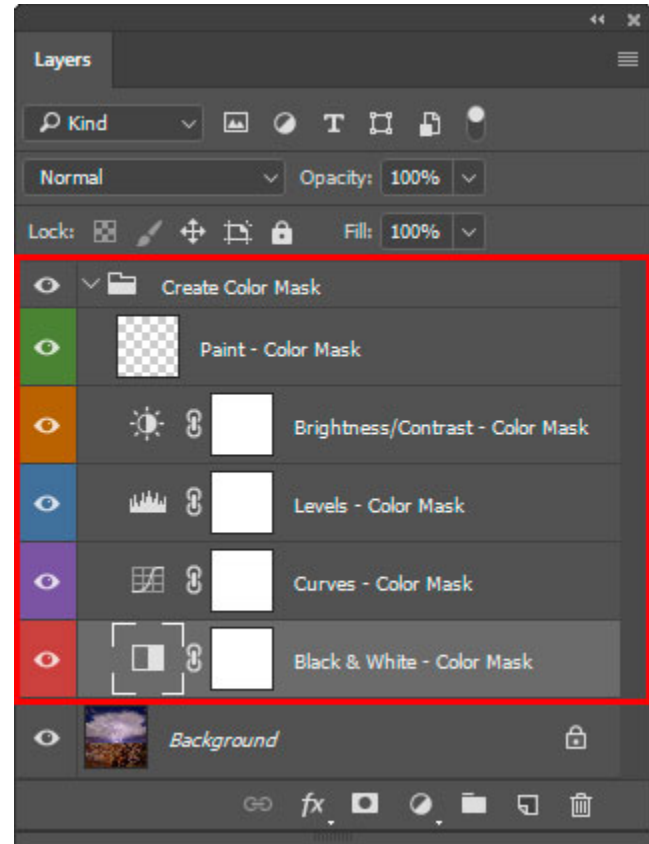 Layers
Kind
Normal Opacity: 100%
Lock: Fill: 100%
Create Color Mask
Paint - Color Mask
Brightness/Contrast - Color Mask
Levels - Color Mask
Curves - Color Mask
Black & White - Color Mask
Background
fx